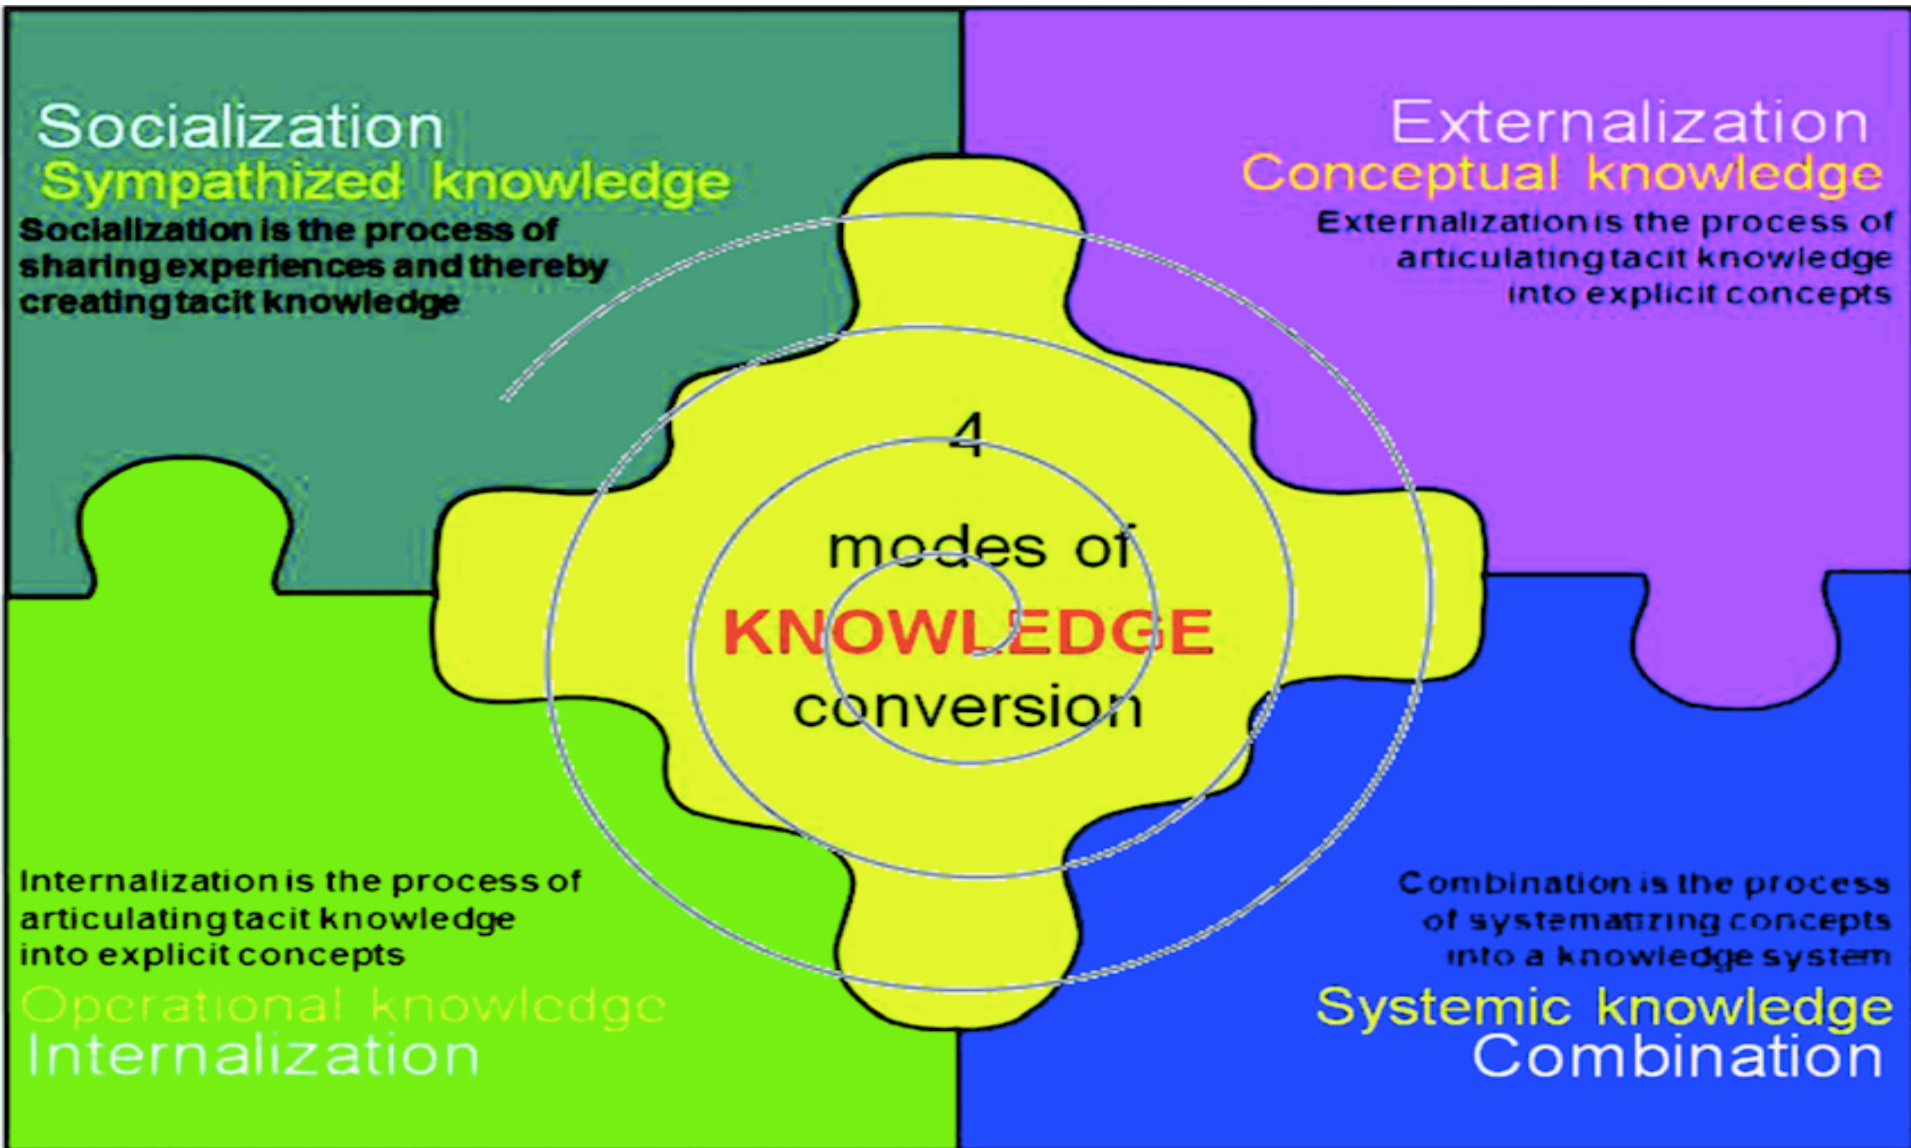 Socialization
Sympathized knowledge
Socialization is the process of
sharing experiences and thereby
creating tacit knowledge
Externalization
Conceptual knowledge
Externalization is the process of
articulating tacit knowledge
into explicit concepts
4
modes of
KNOWLEDGE
conversion
Internalization is the process of
articulating tacit knowledge
into explicit concepts
Operational knowledge
Internalization
Combination is the process
of systematizing concepts
into a knowledge system
Systemic knowledge
Combination